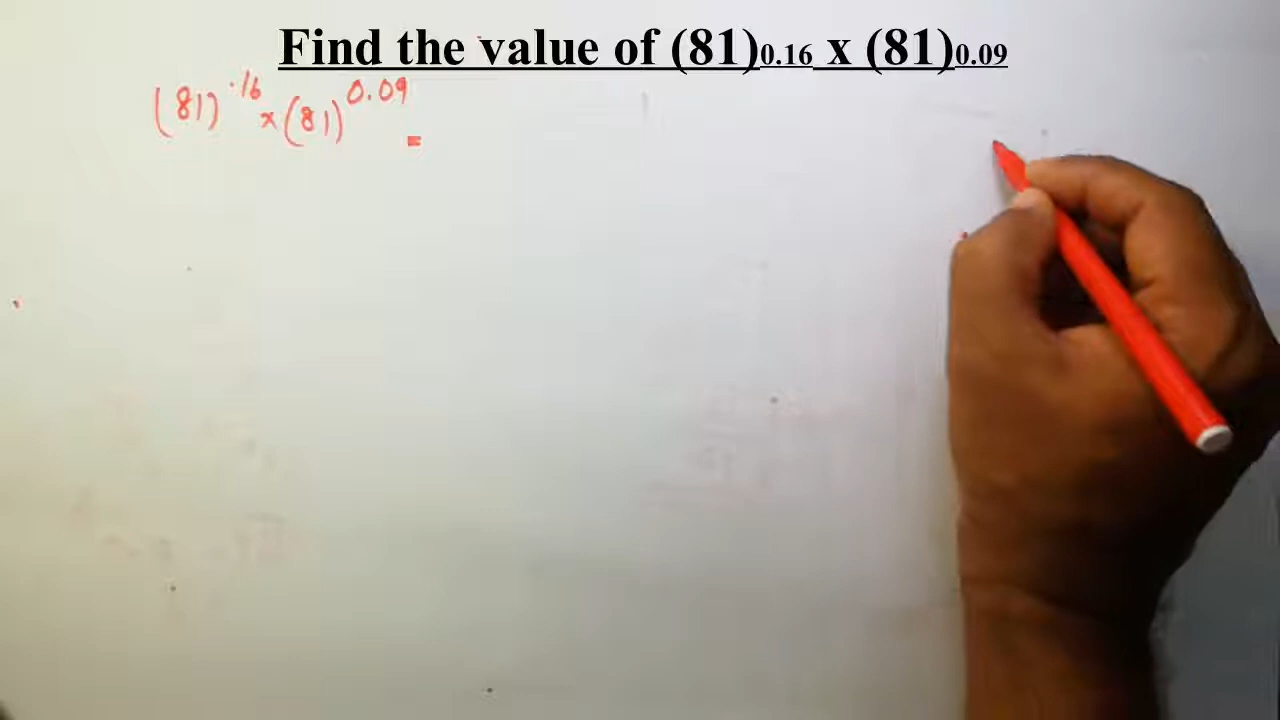 Find the value of (81)0.16 x (81)0.09
(81)^.16 x (81)^0.09 =